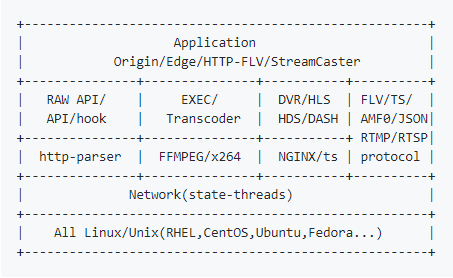 Application
Origin/Edge/HTTP-FLV/StreamCaster
RAW API/ | EXEC/ | DVR/HLS | FLV/TS/
API/hook | Transcoder | HDS/DASH | AMF0/JSON
RTMP/RTSP
http-parser | FFMPEG/x264 | NGINX/ts | protocol
Network(state-threads)
All Linux/Unix(RHEL,CentOS,Ubuntu,Fedora...)